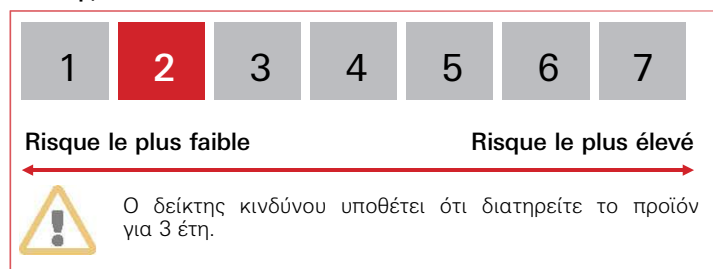 1 2 3 4 5 6 7
Risque le plus faible Risque le plus élevé
Ο δείκτης κινδύνου υποθέτει ότι διατηρείτε το προϊόν
για 3 έτη.